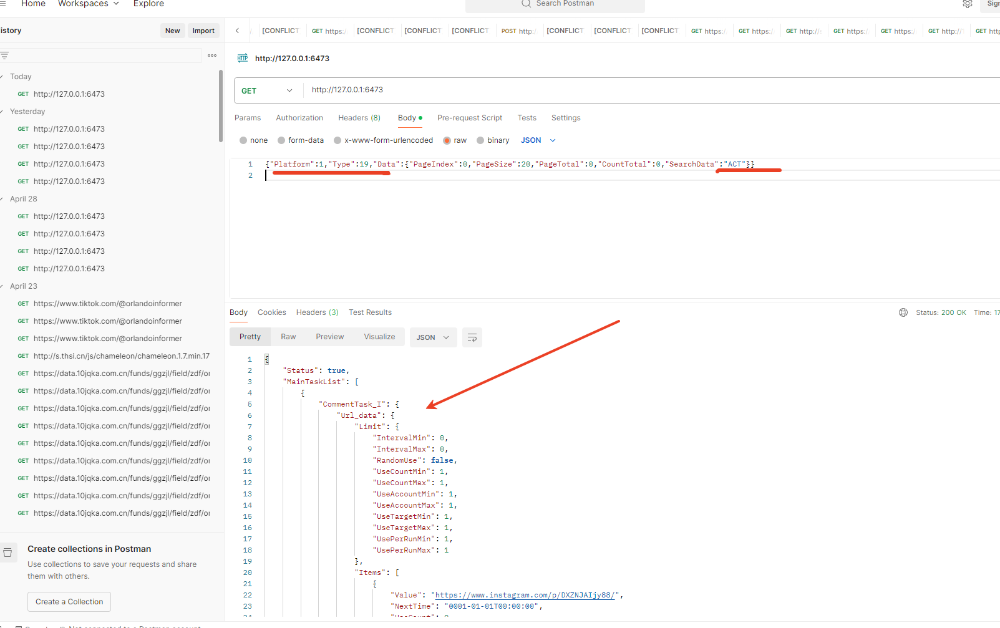 Home Workspaces Explore
Search Postman
New Import
[CONFLICT GET https: [CONFLICT [CONFLICT [CONFLICT POST http: [CONFLICT [CONFLICT [CONFLICT GET https: GET https: GET http:// GET https: GET https: GET http:// GET
HTTP http://127.0.0.1:6473
GET http://127.0.0.1:6473
Params Authorization Headers (8) Body Pre-request Script Tests Settings
none form-data x-www-form-urlencoded raw binary JSON
1 {"Platform":1,"Type":19,"Data":{"PageIndex":0,"PageSize":20,"PageTotal":0,"CountTotal":0,"SearchData":"ACT"}}
2
Today
GET http://127.0.0.1:6473
Yesterday
GET http://127.0.0.1:6473
GET http://127.0.0.1:6473
GET http://127.0.0.1:6473
GET http://127.0.0.1:6473
April 28
GET http://127.0.0.1:6473
GET http://127.0.0.1:6473
GET http://127.0.0.1:6473
GET http://127.0.0.1:6473
April 23
GET https://www.tiktok.com/@orlandoinformer
GET https://www.tiktok.com/@orlandoinformer
GET https://www.tiktok.com/@orlandoinformer
GET http://s.thsi.cn/js/chameleon/chameleon.1.7.min.17
GET https://data.10jqka.com.cn/funds/ggzjl/field/zdf/or
GET https://data.10jqka.com.cn/funds/ggzjl/field/zdf/or
GET https://data.10jqka.com.cn/funds/ggzjl/field/zdf/or
GET https://data.10jqka.com.cn/funds/ggzjl/field/zdf/or
GET https://data.10jqka.com.cn/funds/ggzjl/field/zdf/or
GET https://data.10jqka.com.cn/funds/ggzjl/field/zdf/or
GET https://data.10jqka.com.cn/funds/ggzjl/field/zdf/or
GET https://data.10jqka.com.cn/funds/ggzjl/field/zdf/or
GET https://data.10jqka.com.cn/funds/ggzjl/field/zdf/or
Create collections in Postman
Use collections to save your requests and share
them with others.
Create a Collection
Body Cookies Headers (3) Test Results
Status: 200 OK Time: 17
Pretty Raw Preview Visualize JSON
1 {
2 "Status": true,
3 "MainTaskList": [
4 {
5 "CommentTask_I": {
6 "Url_data": {
7 "Limit": {
8 "IntervalMin": 0,
9 "IntervalMax": 0,
10 "RandomUse": false,
11 "UseCountMin": 1,
12 "UseCountMax": 1,
13 "UseAccountMin": 1,
14 "UseAccountMax": 1,
15 "UseTargetMin": 1,
16 "UseTargetMax": 1,
17 "UsePerRunMin": 1,
18 "UsePerRunMax": 1
19 },
20 "Items": [
21 {
22 "Value": "https://www.instagram.com/p/DXZNJAIjy88/",
23 "NextTime": "0001-01-01T00:00:00",